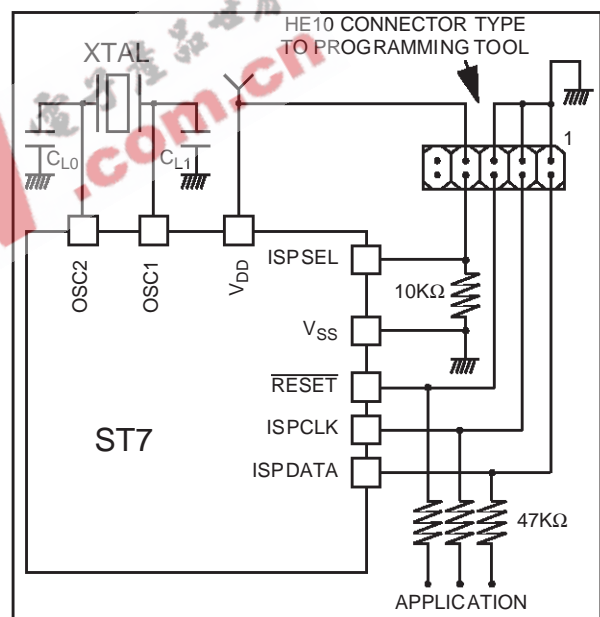 HE10 CONNECTOR TYPE
TO PROGRAMMING TOOL
XTAL
1
CL0
CL1
.com.cn
OSC2
OSC1
VDD
ISPSEL
10KΩ
VSS
RESET
ISPCLK
ST7
ISPDATA
47KΩ
APPLICATION